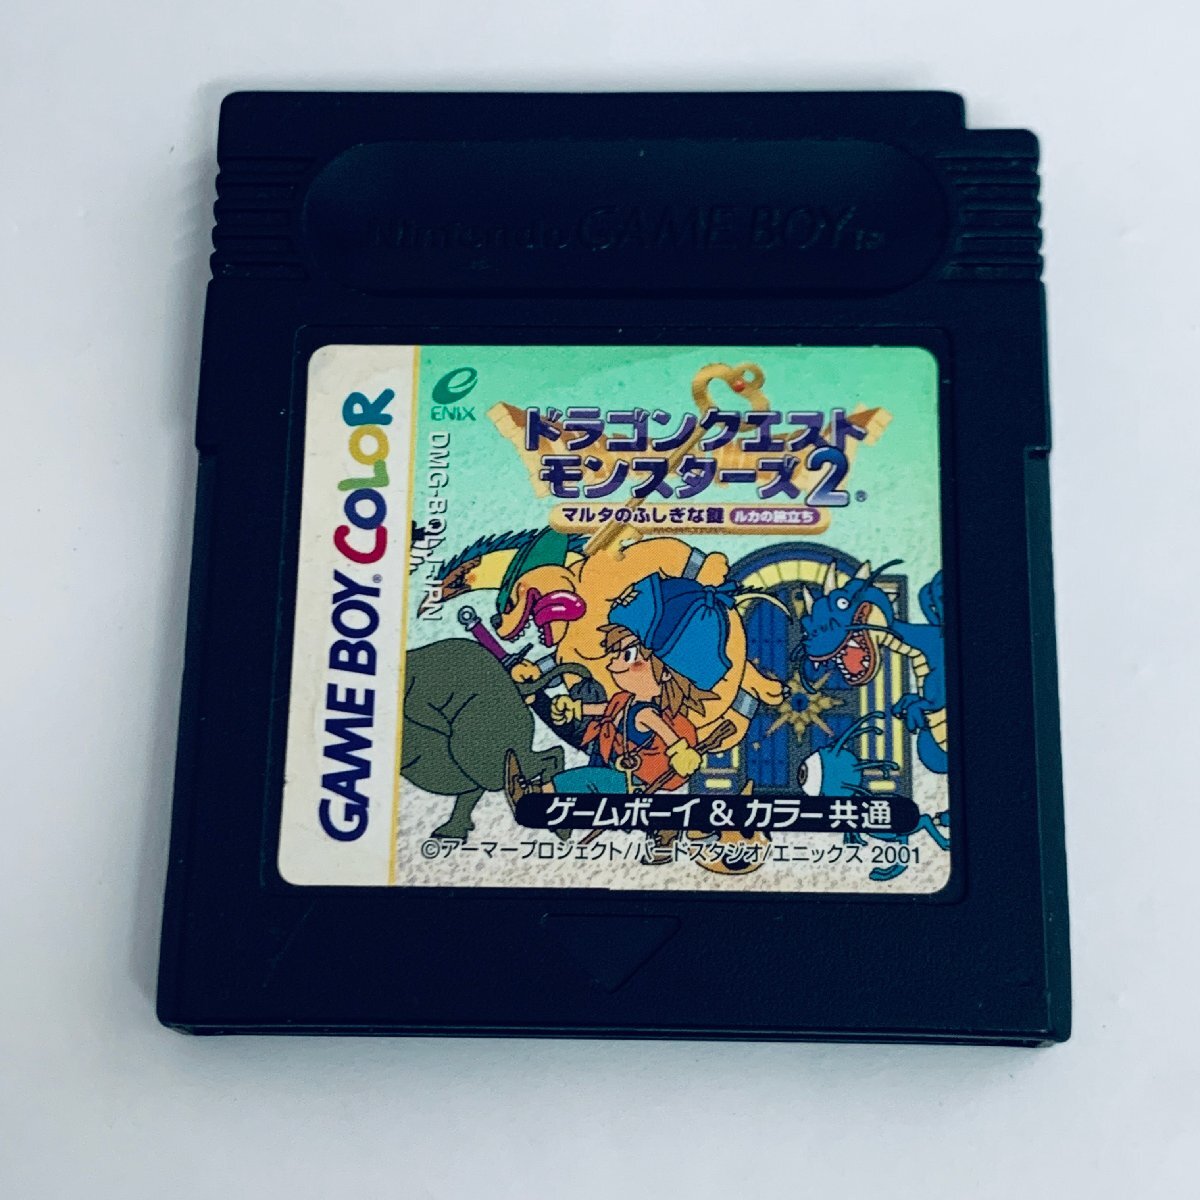 Nintendo GAME BOY TM
GAME BOY COLOR
ENIX
ドラゴンクエスト
モンスターズ2®
マルタのふしぎな鍵 ルカの旅立ち
ゲームボーイ & カラー共通
©アーマープロジェクト/バードスタジオ/エニックス 2001